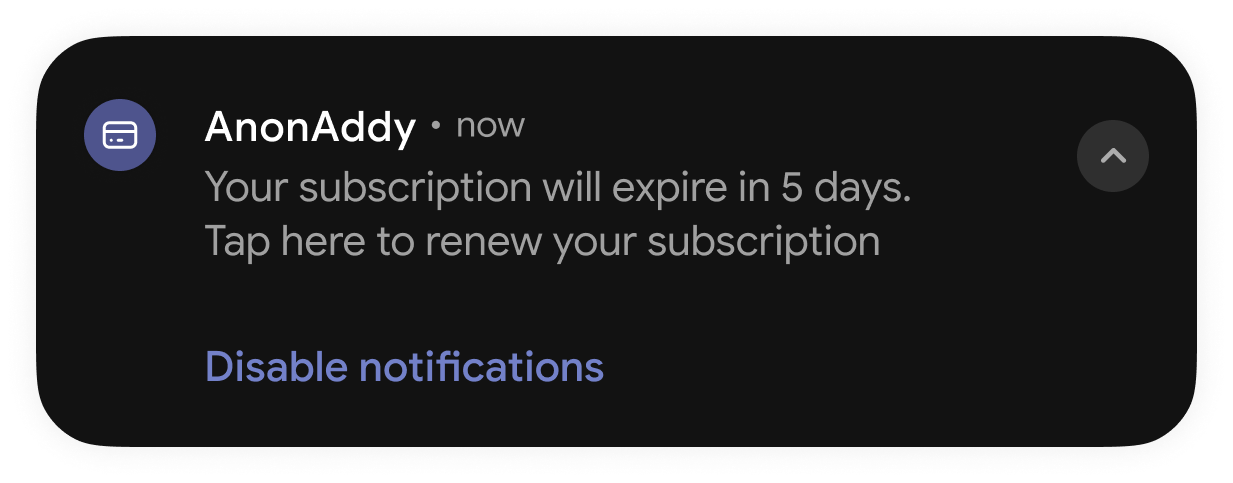 AnonAddy • now
Your subscription will expire in 5 days.
Tap here to renew your subscription
Disable notifications